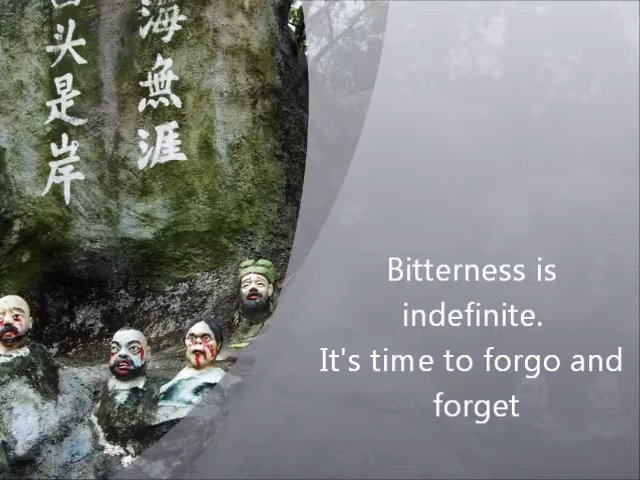 海無涯
头是岸
Bitterness is
indefinite.
It's time to forgo and
forget